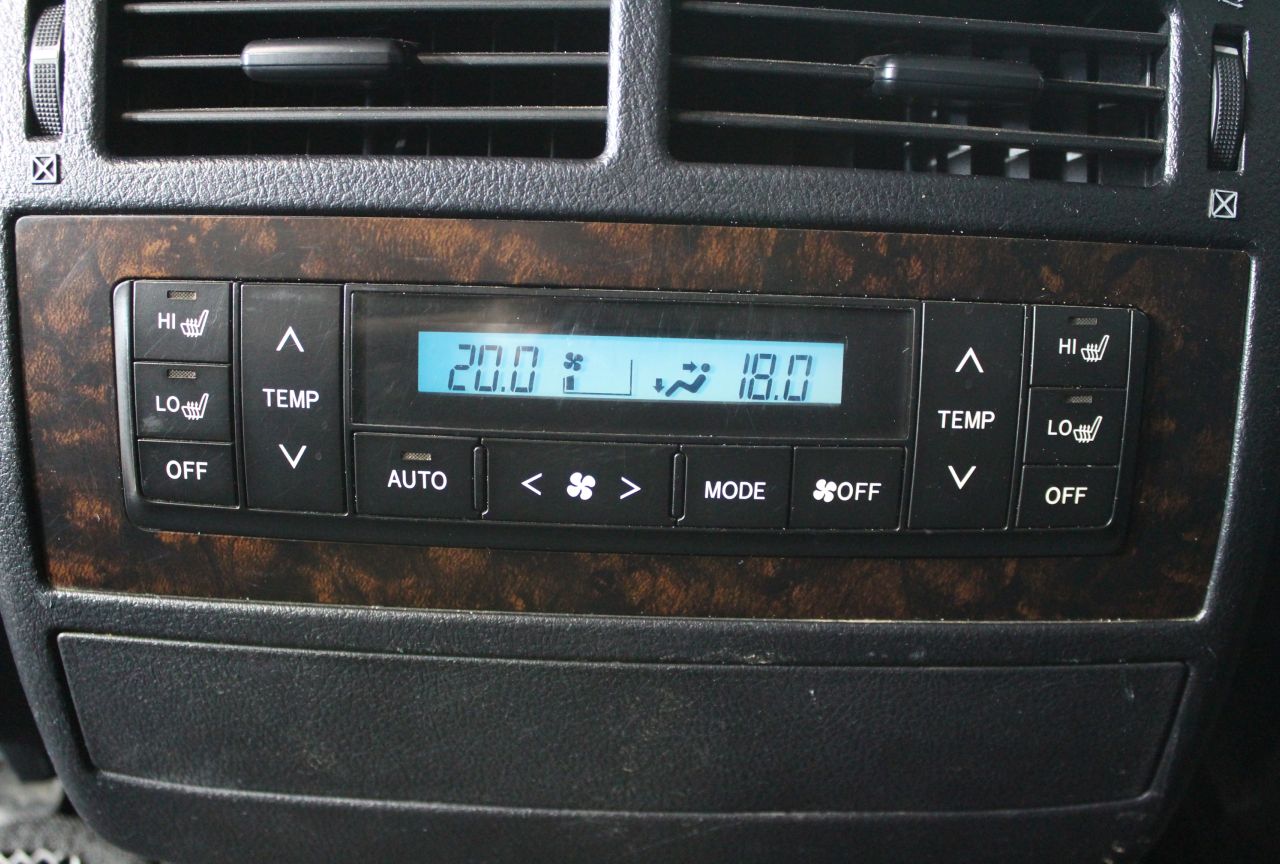 20.0 18.0
HI TEMP TEMP HI
LO LO
OFF AUTO < > MODE OFF OFF